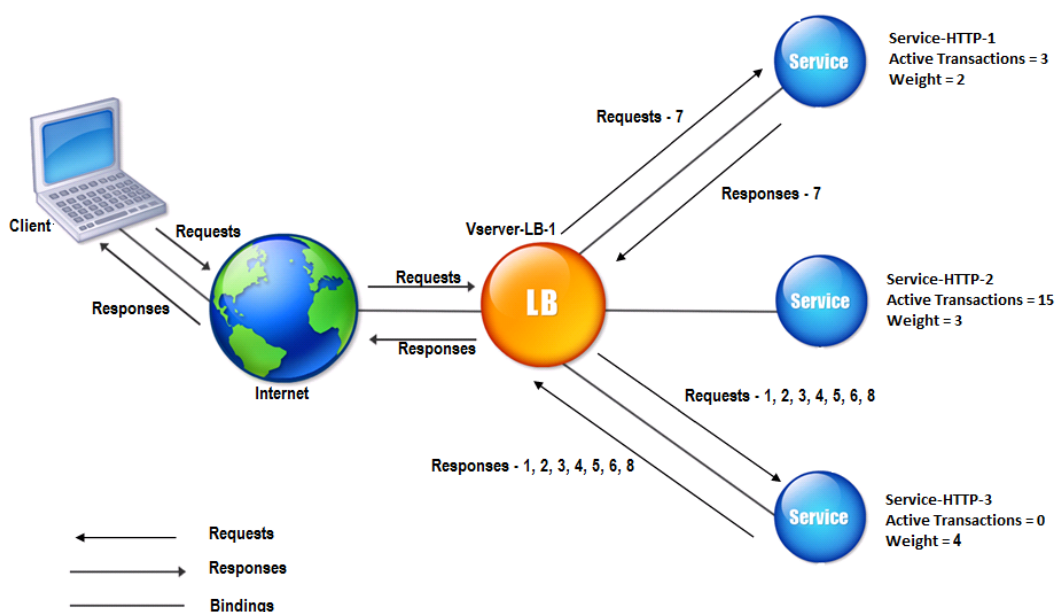 Service
Service-HTTP-1
Active Transactions = 3
Weight = 2
Requests - 7
Responses - 7
Client
Requests
Responses
Internet
Requests
Responses
Vserver-LB-1
LB
Service
Service-HTTP-2
Active Transactions = 15
Weight = 3
Requests - 1, 2, 3, 4, 5, 6, 8
Responses - 1, 2, 3, 4, 5, 6, 8
Service
Service-HTTP-3
Active Transactions = 0
Weight = 4
Requests
Responses
Bindings